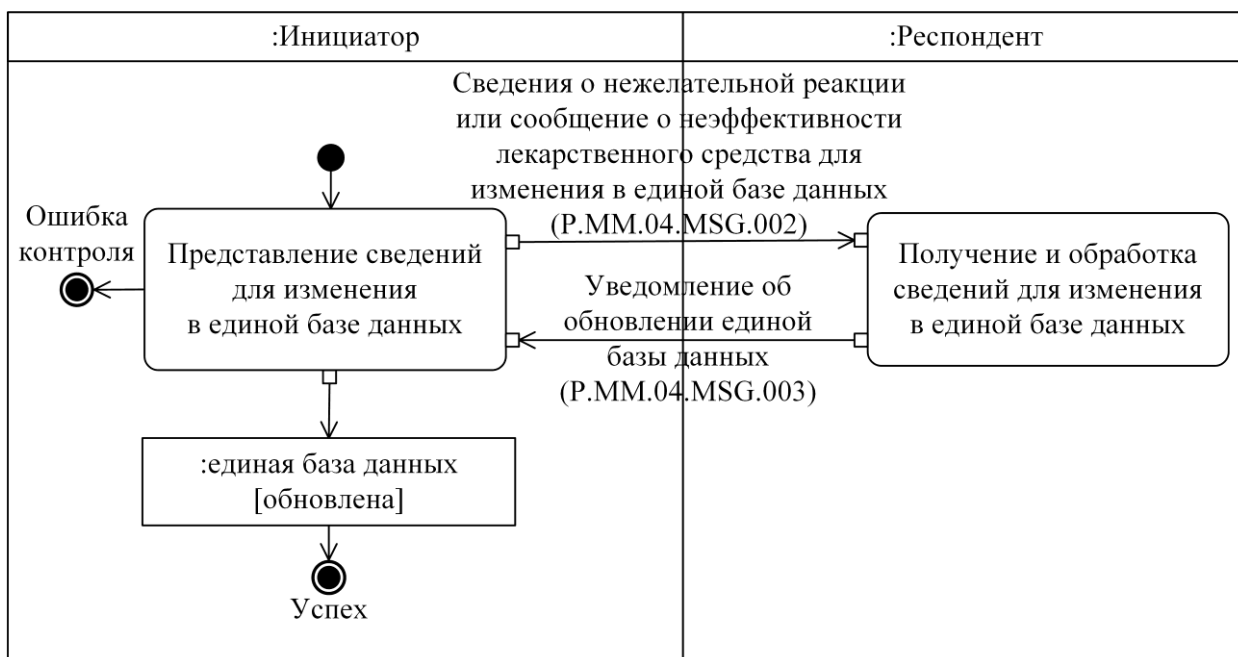 :Инициатор
:Респондент
Сведения о нежелательной реакции
или сообщение о неэффективности
лекарственного средства для
изменения в единой базе данных
(P.MM.04.MSG.002)
Ошибка
контроля
Представление сведений
для изменения
в единой базе данных
Получение и обработка
сведений для изменения
в единой базе данных
Уведомление об
обновлении единой
базы данных
(P.MM.04.MSG.003)
:единая база данных
[обновлена]
Успех